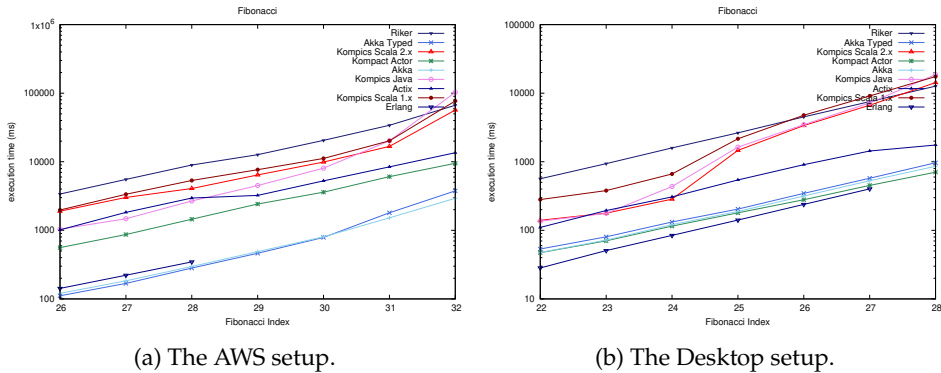 Fibonacci
1x10^6
100000
10000
1000
100
execution time (ms)
26 27 28 29 30 31 32
Fibonacci Index
Riker
Akka Typed
Kompics Scala 2.x
Kompact Actor
Akka
Kompics Java
Actix
Kompics Scala 1.x
Erlang
(a) The AWS setup.
Fibonacci
100000
10000
1000
100
10
execution time (ms)
22 23 24 25 26 27 28
Fibonacci Index
Riker
Akka Typed
Kompics Scala 2.x
Kompact Actor
Akka
Kompics Java
Actix
Kompics Scala 1.x
Erlang
(b) The Desktop setup.